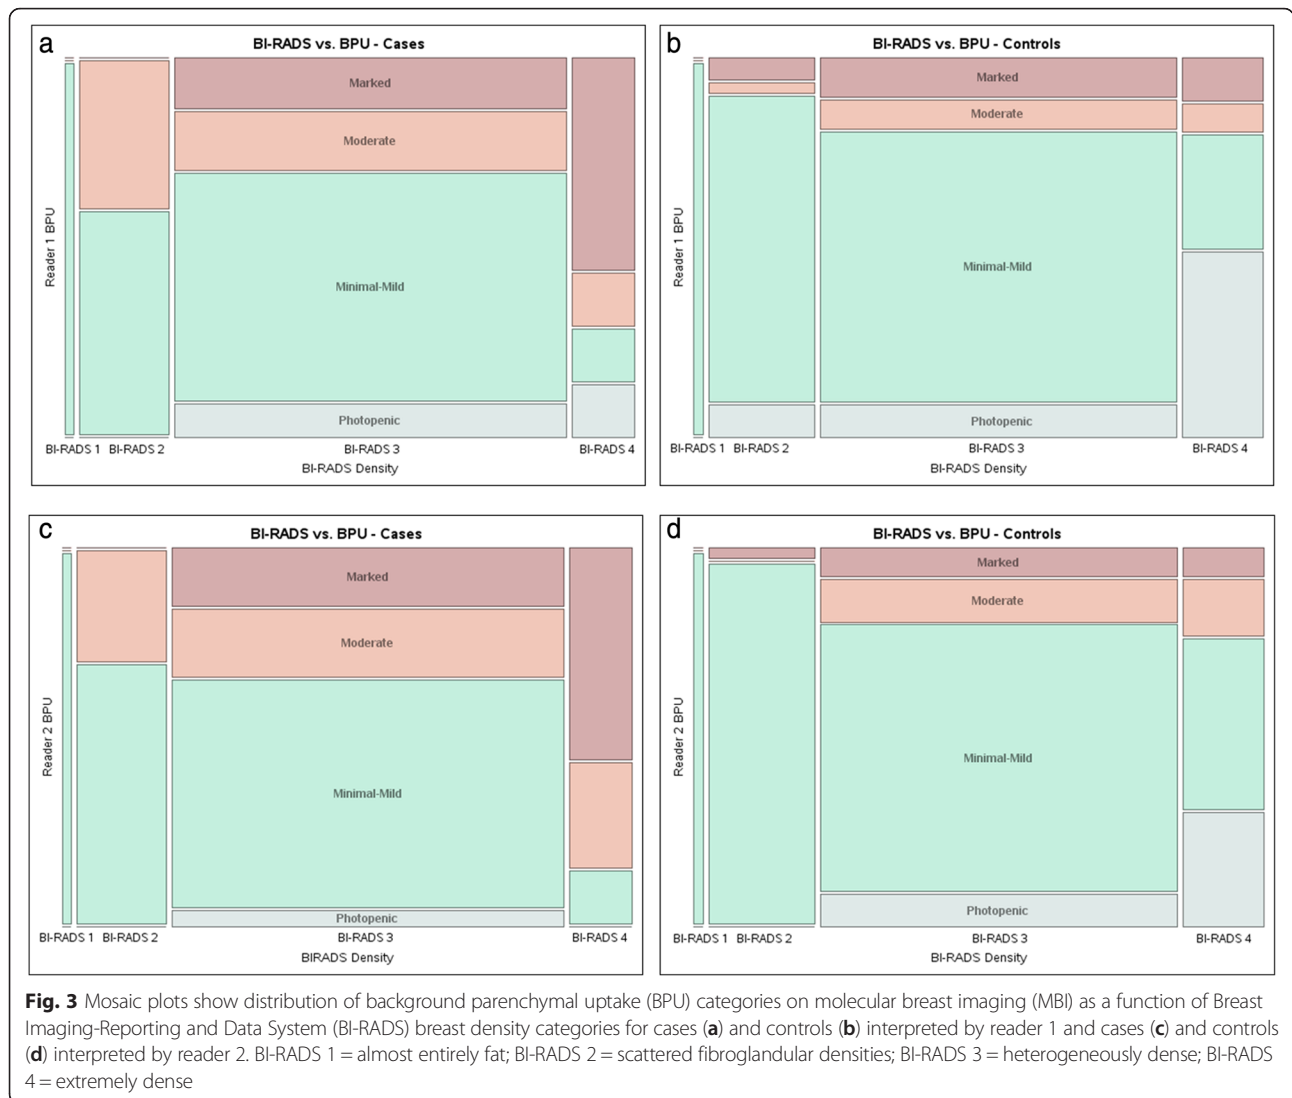 a
BI-RADS vs. BPU - Cases
Reader 1 BPU
Marked
Moderate
Minimal-Mild
Photopenic
BI-RADS 1 BI-RADS 2 BI-RADS 3 BI-RADS 4
BI-RADS Density
b
BI-RADS vs. BPU - Controls
Reader 1 BPU
Marked
Moderate
Minimal-Mild
Photopenic
BI-RADS 1 BI-RADS 2 BI-RADS 3 BI-RADS 4
BI-RADS Density
c
BI-RADS vs. BPU - Cases
Reader 2 BPU
Marked
Moderate
Minimal-Mild
Photopenic
BI-RADS 1 BI-RADS 2 BI-RADS 3 BI-RADS 4
BIRADS Density
d
BI-RADS vs. BPU - Controls
Reader 2 BPU
Marked
Moderate
Minimal-Mild
Photopenic
BI-RADS 1 BI-RADS 2 BI-RADS 3 BI-RADS 4
BI-RADS Density
Fig. 3 Mosaic plots show distribution of background parenchymal uptake (BPU) categories on molecular breast imaging (MBI) as a function of Breast
Imaging-Reporting and Data System (BI-RADS) breast density categories for cases (a) and controls (b) interpreted by reader 1 and cases (c) and controls
(d) interpreted by reader 2. BI-RADS 1 = almost entirely fat; BI-RADS 2 = scattered fibroglandular densities; BI-RADS 3 = heterogeneously dense; BI-RADS
4 = extremely dense